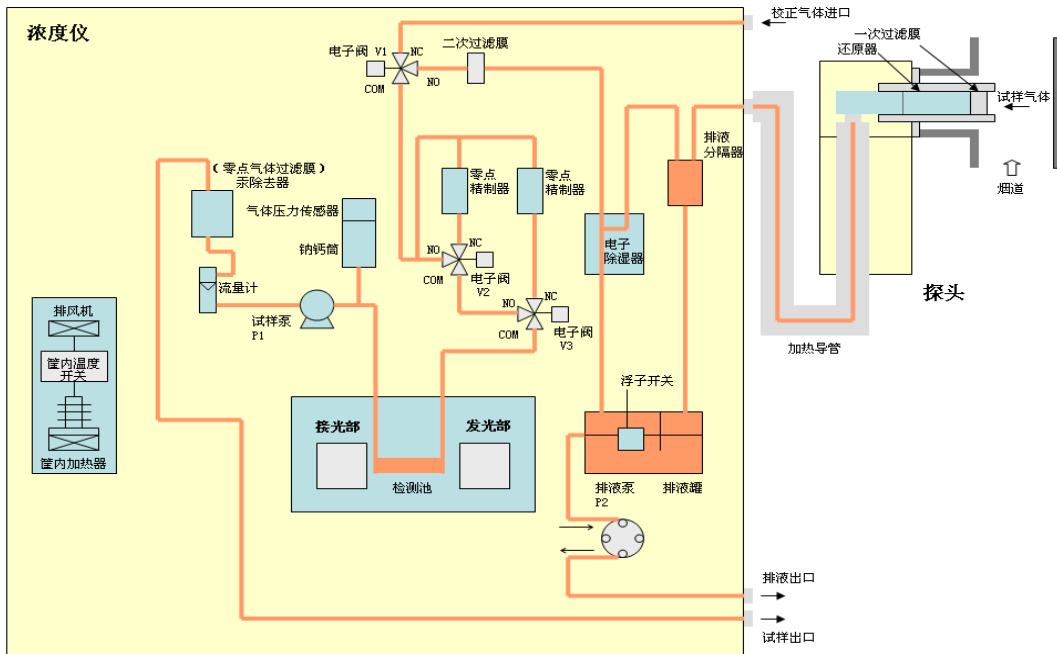 浓度仪
校正气体进口
电子阀 V1
NC
二次过滤膜
NO
COM
一次过滤膜
还原器
试样气体
烟道
探头
加热导管
排液
分隔器
(零点气体过滤膜)
汞除去器
气体压力传感器
钠钙筒
零点
精制器
零点
精制器
电子
除湿器
NO
NC
COM
电子阀
V2
NO
NC
COM
电子阀
V3
流量计
试样泵
P1
排风机
筐内温度
开关
筐内加热器
浮子开关
接光部
发光部
检测池
排液泵
P2
排液罐
排液出口
试样出口